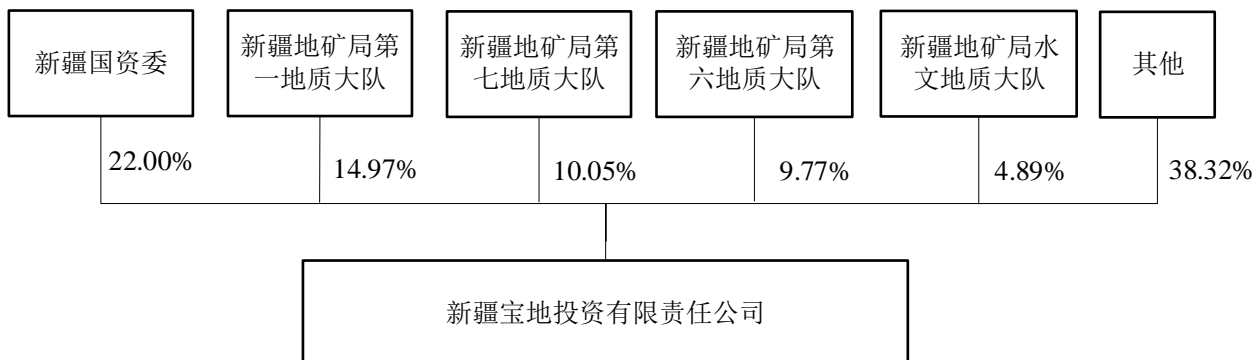 新疆国资委
新疆地矿局第
一地质大队
新疆地矿局第
七地质大队
新疆地矿局第
六地质大队
新疆地矿局水
文地质大队
其他
22.00%
14.97%
10.05%
9.77%
4.89%
38.32%
新疆宝地投资有限责任公司